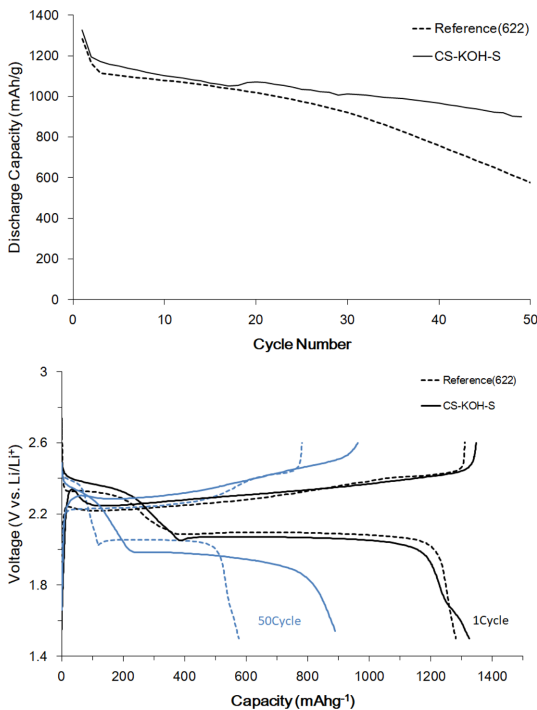 1400
1200
1000
800
600
400
200
0
Discharge Capacity (mAh/g)
Reference(622)
CS-KOH-S
0 10 20 30 40 50
Cycle Number
3
2.6
2.2
1.8
1.4
Voltage (V vs. Li/Li+)
Reference(622)
CS-KOH-S
50Cycle
1Cycle
0 200 400 600 800 1000 1200 1400
Capacity (mAhg-1)